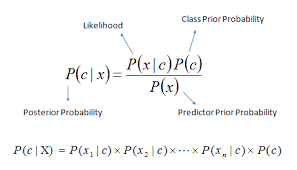 Likelihood
Class Prior Probability
P(c | x) = P(x | c)P(c) / P(x)
Posterior Probability
Predictor Prior Probability
P(c | X) = P(x₁ | c) × P(x₂ | c) × ⋯ × P(xₙ | c) × P(c)